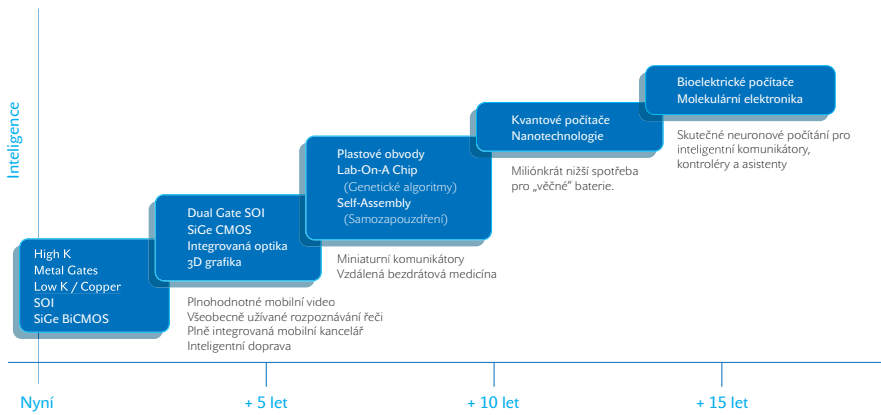 Inteligence
High K
Metal Gates
Low K / Copper
SOI
SiGe BiCMOS
Dual Gate SOI
SiGe CMOS
Integrovaná optika
3D grafika
Plnohodnotné mobilní video
Všeobecně užívané rozpoznávání řeči
Plně integrovaná mobilní kancelář
Inteligentní doprava
Plastové obvody
Lab-On-A Chip
(Genetické algoritmy)
Self-Assembly
(Samozapouzdření)
Miniaturní komunikátory
Vzdálená bezdrátová medicína
Kvantové počítače
Nanotechnologie
Miliónkrát nižší spotřeba
pro „věčné" baterie.
Bioelektrické počítače
Molekulární elektronika
Skutečné neuronové počítání pro
inteligentní komunikátory,
kontroléry a asistenty
Nyní
+ 5 let
+ 10 let
+ 15 let